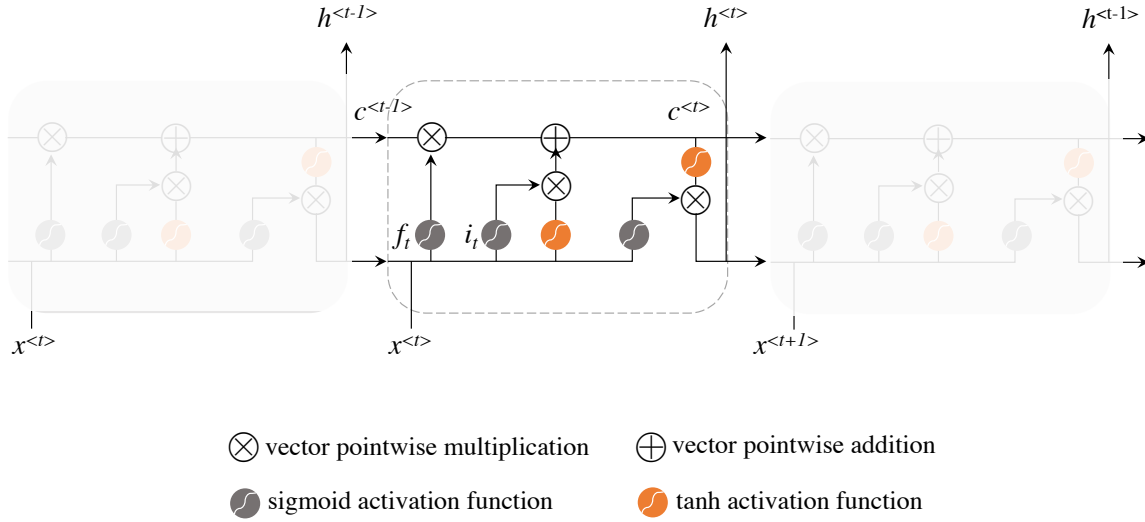 h<t-1> h<t> h<t-1>
c<t-1> c<t>
f_t i_t
x<t> x<t> x<t+1>
vector pointwise multiplication vector pointwise addition
sigmoid activation function tanh activation function